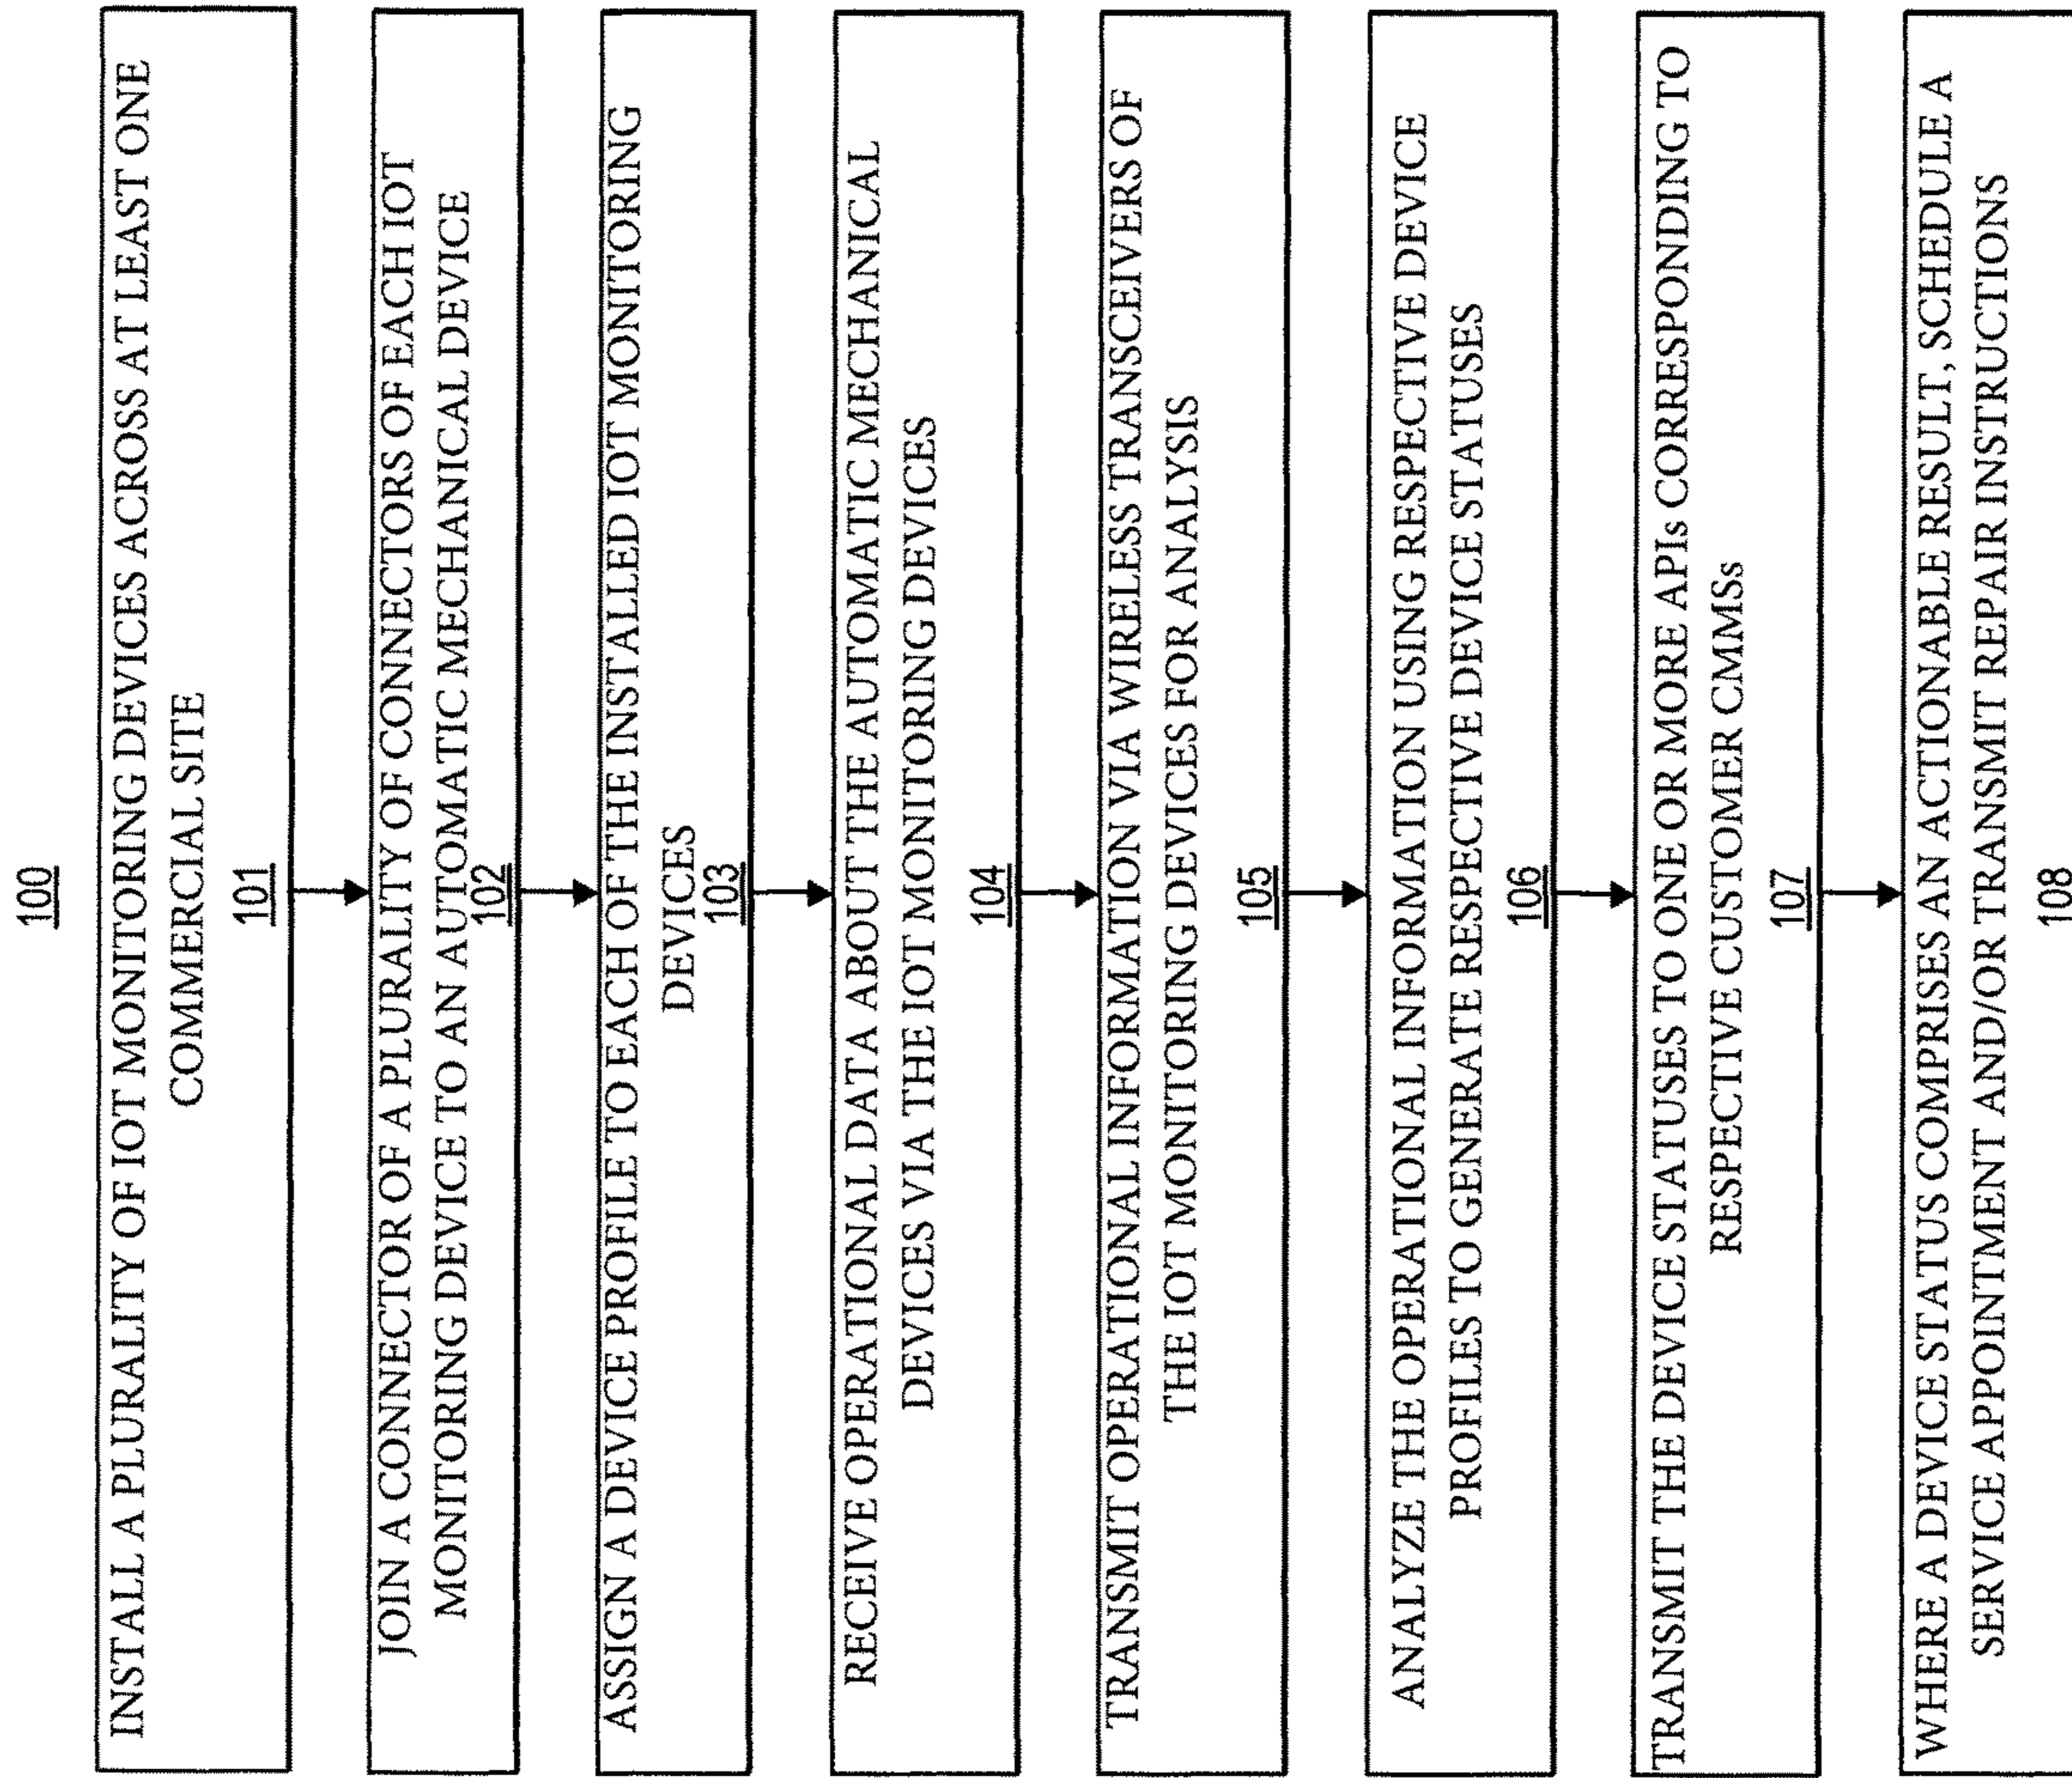 100
INSTALL A PLURALITY OF IOT MONITORING DEVICES ACROSS AT LEAST ONE
COMMERCIAL SITE
101
JOIN A CONNECTOR OF A PLURALITY OF CONNECTORS OF EACH IOT
MONITORING DEVICE TO AN AUTOMATIC MECHANICAL DEVICE
102
ASSIGN A DEVICE PROFILE TO EACH OF THE INSTALLED IOT MONITORING
DEVICES
103
RECEIVE OPERATIONAL DATA ABOUT THE AUTOMATIC MECHANICAL
DEVICES VIA THE IOT MONITORING DEVICES
104
TRANSMIT OPERATIONAL INFORMATION VIA WIRELESS TRANSCEIVERS OF
THE IOT MONITORING DEVICES FOR ANALYSIS
105
ANALYZE THE OPERATIONAL INFORMATION USING RESPECTIVE DEVICE
PROFILES TO GENERATE RESPECTIVE DEVICE STATUSES
106
TRANSMIT THE DEVICE STATUSES TO ONE OR MORE APIs CORRESPONDING TO
RESPECTIVE CUSTOMER CMMSs
107
WHERE A DEVICE STATUS COMPRISES AN ACTIONABLE RESULT, SCHEDULE A
SERVICE APPOINTMENT AND/OR TRANSMIT REPAIR INSTRUCTIONS
108